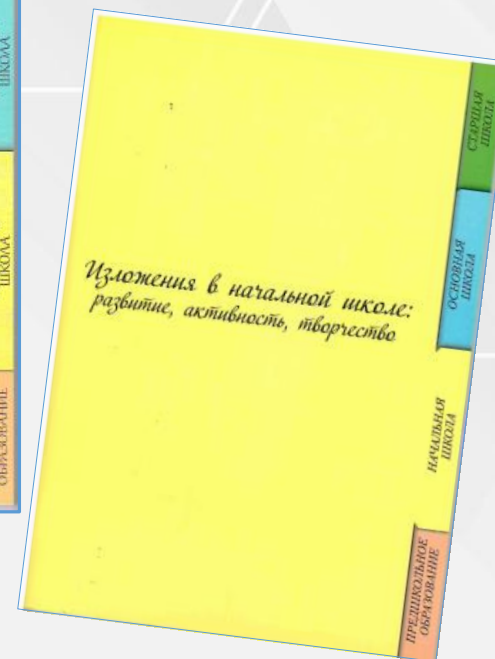 ШКОЛА
ШКОЛА
ОБРАЗОВАНИЕ
Изложения в начальной школе:
развитие, активность, творчество
СТАРШАЯ
ШКОЛА
ОСНОВНАЯ
ШКОЛА
НАЧАЛЬНАЯ
ШКОЛА
ПРЕДШКОЛЬНОЕ
ОБРАЗОВАНИЕ